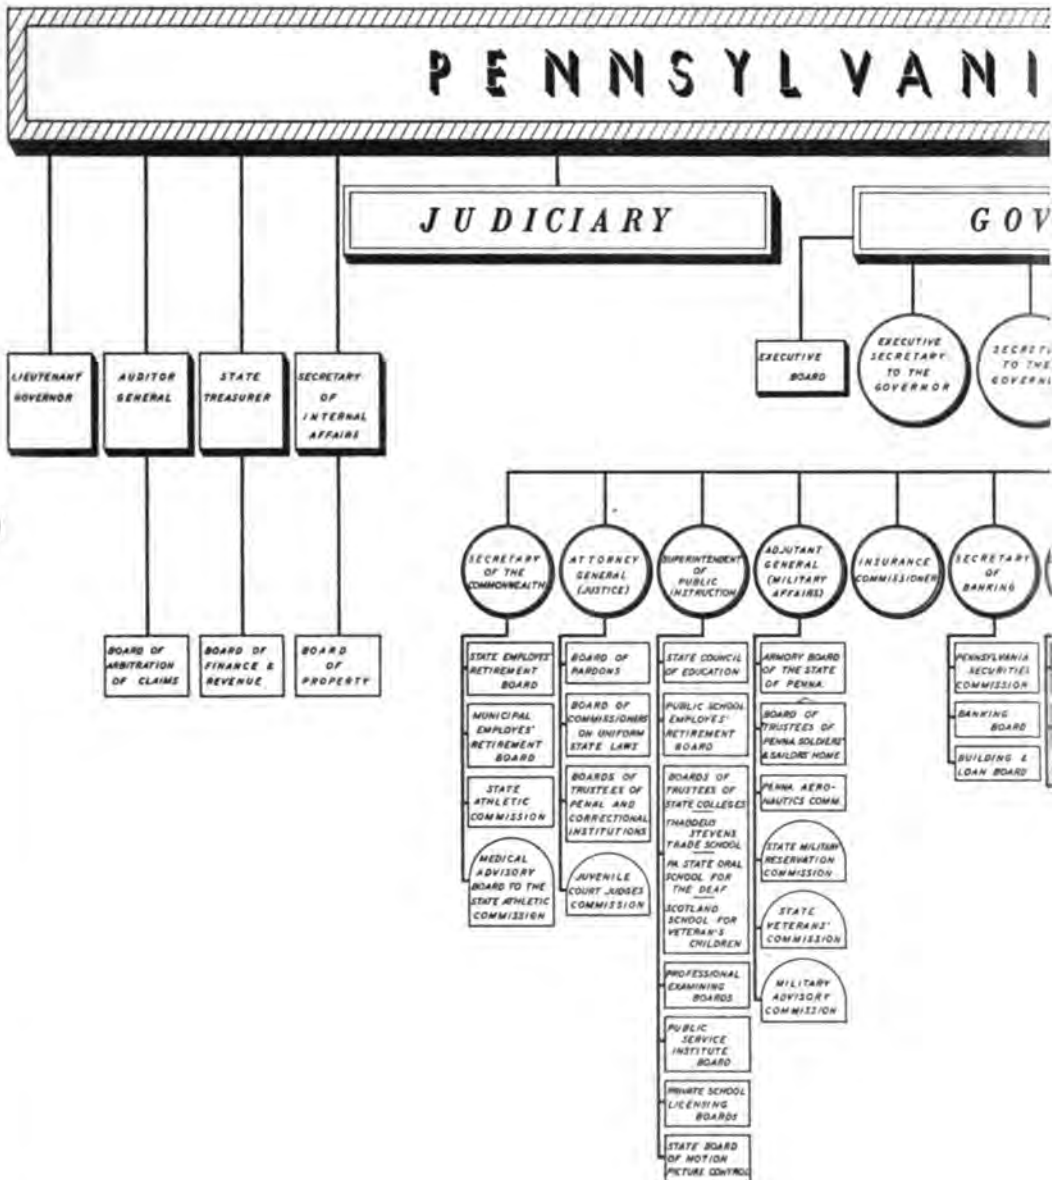 PENNSYLVANI
JUDICIARY
GOV
LIEUTENANT
GOVERNOR
AUDITOR
GENERAL
STATE
TREASURER
SECRETARY
OF
INTERNAL
AFFAIRS
EXECUTIVE
BOARD
EXECUTIVE
SECRETARY
TO THE
GOVERNOR
SECRET
TO THE
GOVERN
BOARD OF
ARBITRATION
OF CLAIMS
BOARD OF
FINANCE &
REVENUE
BOARD
OF
PROPERTY
SECRETARY
OF THE
COMMONWEALTH
STATE EMPLOYES'
RETIREMENT
BOARD
MUNICIPAL
EMPLOYES'
RETIREMENT
BOARD
STATE
ATHLETIC
COMMISSION
MEDICAL
ADVISORY
BOARD TO THE
STATE ATHLETIC
COMMISSION
ATTORNEY
GENERAL
(JUSTICE)
BOARD OF
PARDONS
BOARD OF
COMMISSIONERS
ON UNIFORM
STATE LAWS
BOARDS OF
TRUSTEES OF
PENAL AND
CORRECTIONAL
INSTITUTIONS
JUVENILE
COURT JUDGES
COMMISSION
SUPERINTENDENT
OF
PUBLIC
INSTRUCTION
STATE COUNCIL
OF EDUCATION
PUBLIC SCHOOL
EMPLOYES'
RETIREMENT
BOARD
BOARDS OF
TRUSTEES OF
STATE COLLEGES
THADDEUS
STEVENS
TRADE SCHOOL
PA STATE ORAL
SCHOOL FOR
THE DEAF
SCOTLAND
SCHOOL FOR
VETERAN'S
CHILDREN
PROFESSIONAL
EXAMINING
BOARDS
PUBLIC
SERVICE
INSTITUTE
BOARD
PRIVATE SCHOOL
LICENSING
BOARDS
STATE BOARD
OF MOTION
PICTURE CONTROL
ADJUTANT
GENERAL
(MILITARY
AFFAIRS)
ARMORY BOARD
OF THE STATE
OF PENNA.
BOARD OF
TRUSTEES OF
PENNA SOLDIERS'
& SAILORS' HOME
PENNA AERO-
NAUTICS COMM.
STATE MILITARY
RESERVATION
COMMISSION
STATE
VETERANS'
COMMISSION
MILITARY
ADVISORY
COMMISSION
INSURANCE
COMMISSIONER
SECRETARY
OF
BANKING
PENNSYLVANIA
SECURITIES
COMMISSION
BANKING
BOARD
BUILDING &
LOAN BOARD